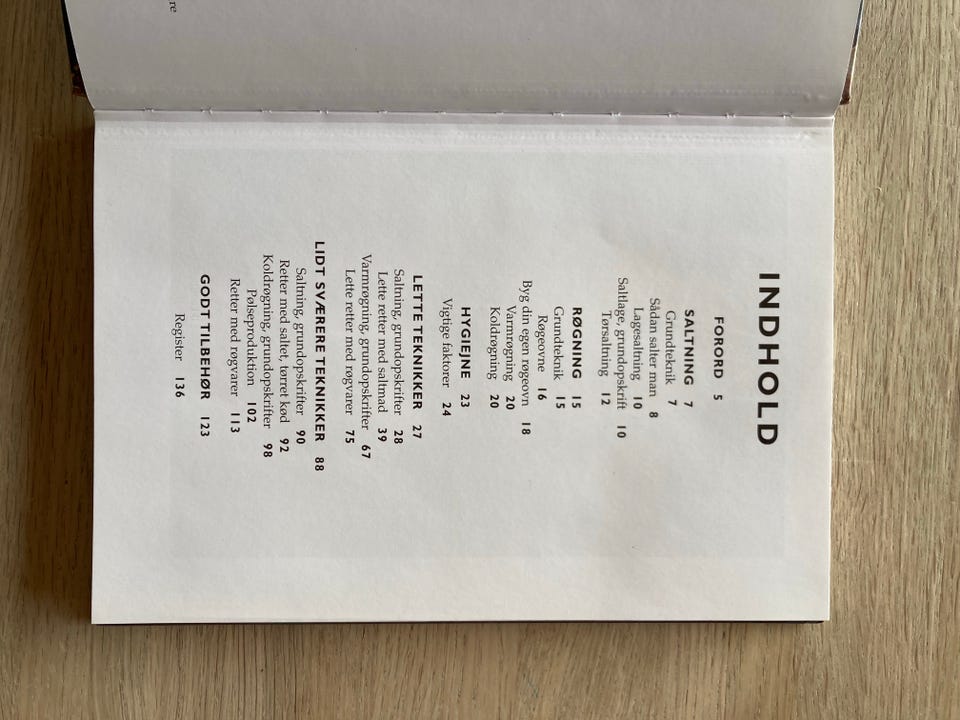 re
INDHOLD
FORORD 5
SALTNING 7
Grundteknik 7
Sådan salter man 8
Lagesaltning 10
Saltlage, grundopskrift 10
Tørsaltning 12
RØGNING 15
Grundteknik 15
Røgeovne 16
Byg din egen røgeovn 18
Varmrøgning 20
Koldrøgning 20
HYGIEJNE 23
Vigtige faktorer 24
LETTE TEKNIKKER 27
Saltning, grundopskrifter 28
Lette retter med saltmad 39
Varmrøgning, grundopskrifter 67
Lette retter med røgvarer 75
LIDT SVÆRERE TEKNIKKER 88
Saltning, grundopskrifter 90
Retter med saltet, tørret kød 92
Koldrøgning, grundopskrifter 98
Pølseproduktion 102
Retter med røgvarer 113
GODT TILBEHØR 123
Register 136